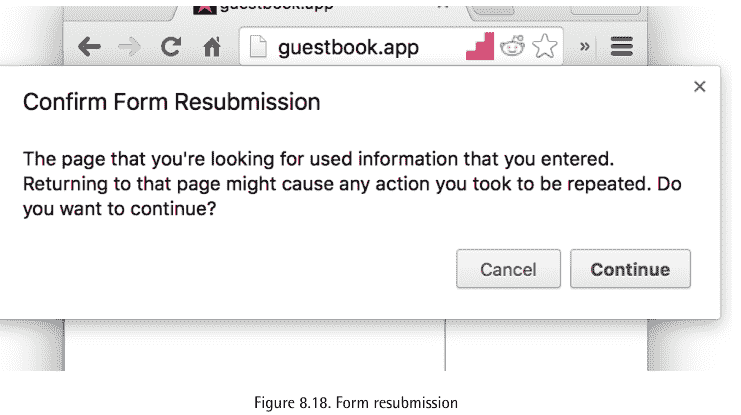 guestbook.app
guestbook.app
»
Confirm Form Resubmission
×
The page that you're looking for used information that you entered.
Returning to that page might cause any action you took to be repeated. Do
you want to continue?
Cancel
Continue
Figure 8.18. Form resubmission